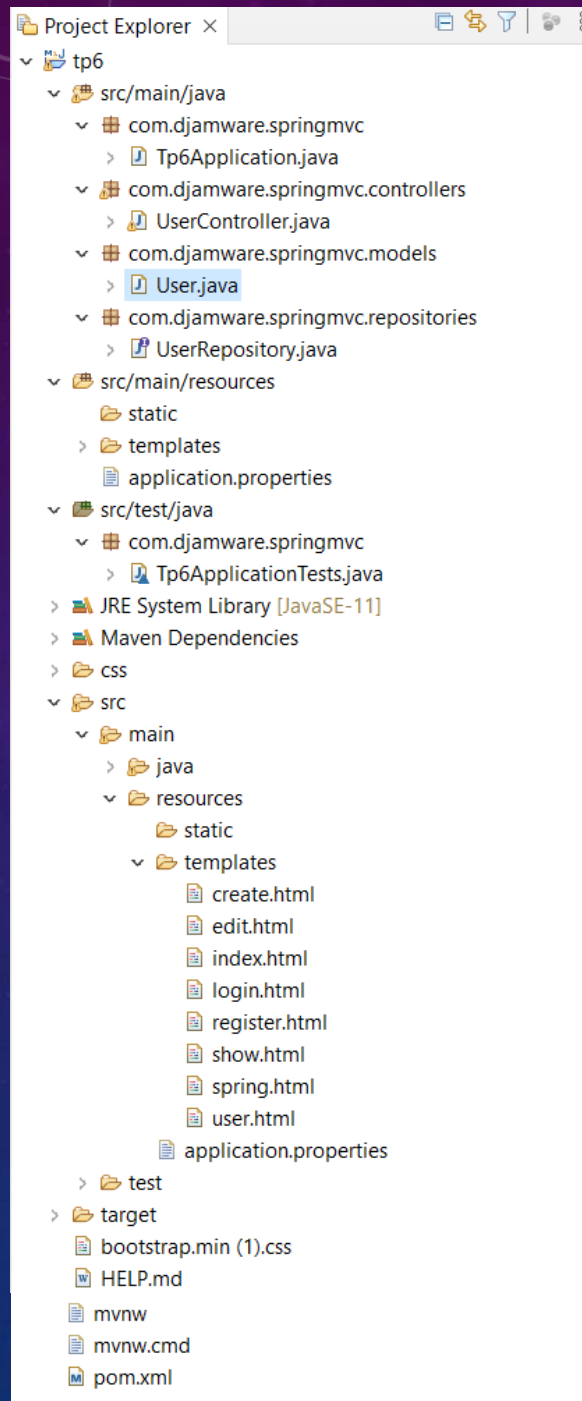 Project Explorer ×
tp6
src/main/java
com.djamware.springmvc
Tp6Application.java
com.djamware.springmvc.controllers
UserController.java
com.djamware.springmvc.models
User.java
com.djamware.springmvc.repositories
UserRepository.java
src/main/resources
static
templates
application.properties
src/test/java
com.djamware.springmvc
Tp6ApplicationTests.java
JRE System Library [JavaSE-11]
Maven Dependencies
css
src
main
java
resources
static
templates
create.html
edit.html
index.html
login.html
register.html
show.html
spring.html
user.html
application.properties
test
target
bootstrap.min (1).css
HELP.md
mvnw
mvnw.cmd
pom.xml